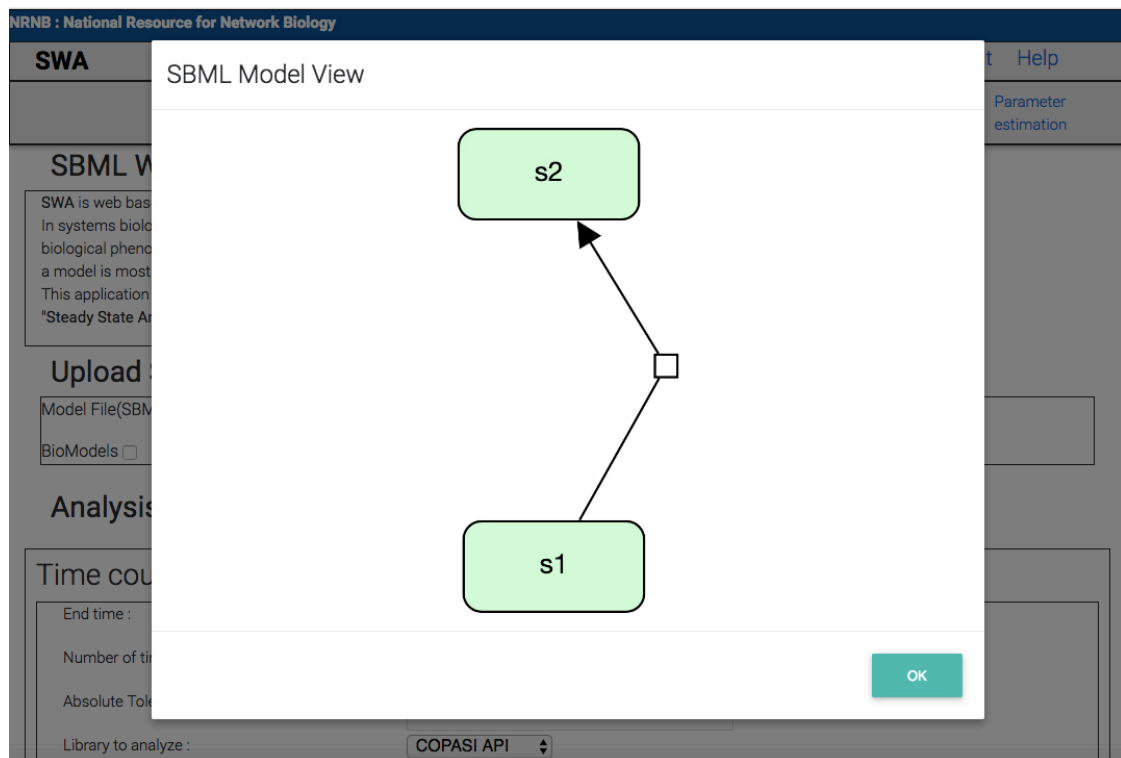 NRNB : National Resource for Network Biology
SWA
t Help
Parameter
estimation
SBML Model View
s2
s1
OK
SBML W
SWA is web bas
In systems biolo
biological pheno
a model is most
This application
"Steady State An
Upload
Model File(SBM
BioModels
Analysis
Time cou
End time :
Number of ti
Absolute Tole
Library to analyze :
COPASI API